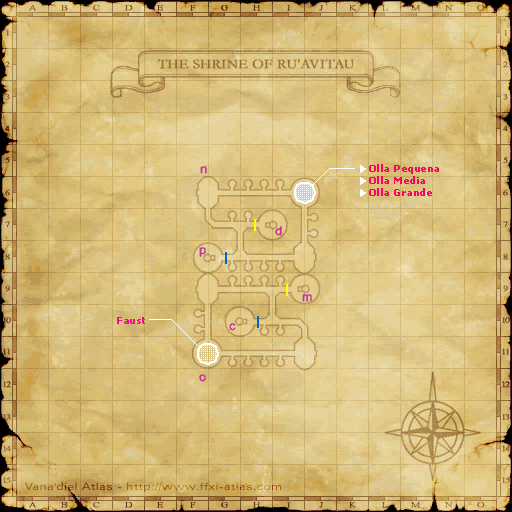 A B C D E F G H I J K L M N O
1
2
3
4
5
6
7
8
9
10
11
12
13
14
15
THE SHRINE OF RU'AVITAU
n
Olla Pequena
Olla Media
Olla Grande
d
p
m
Faust
c
o
Vana'diel Atlas - http://www.ffxi-atlas.com
A B C D E F G H I J K L M N O